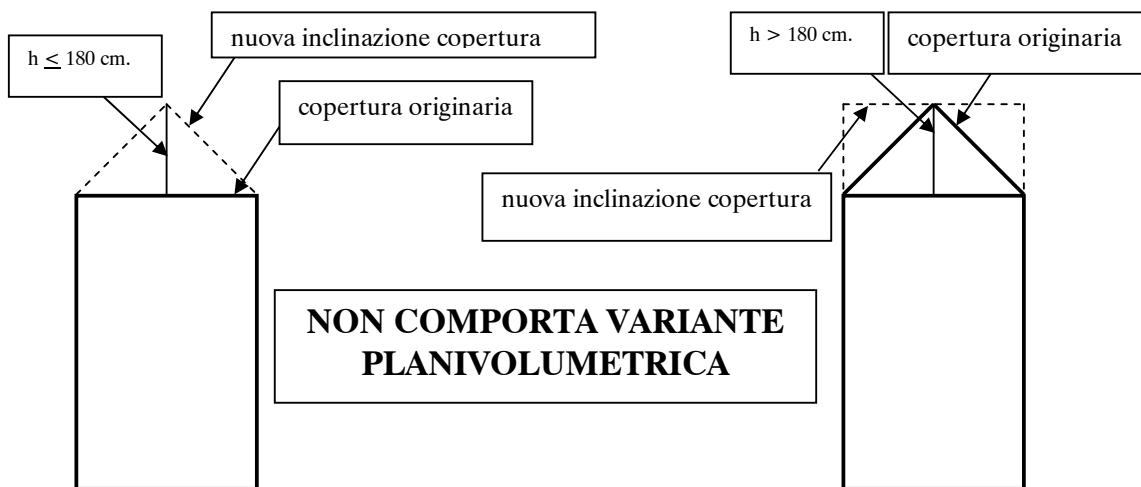 nuova inclinazione copertura
h ≤ 180 cm.
copertura originaria
h > 180 cm.
copertura originaria
nuova inclinazione copertura
NON COMPORTA VARIANTE
PLANIVOLUMETRICA